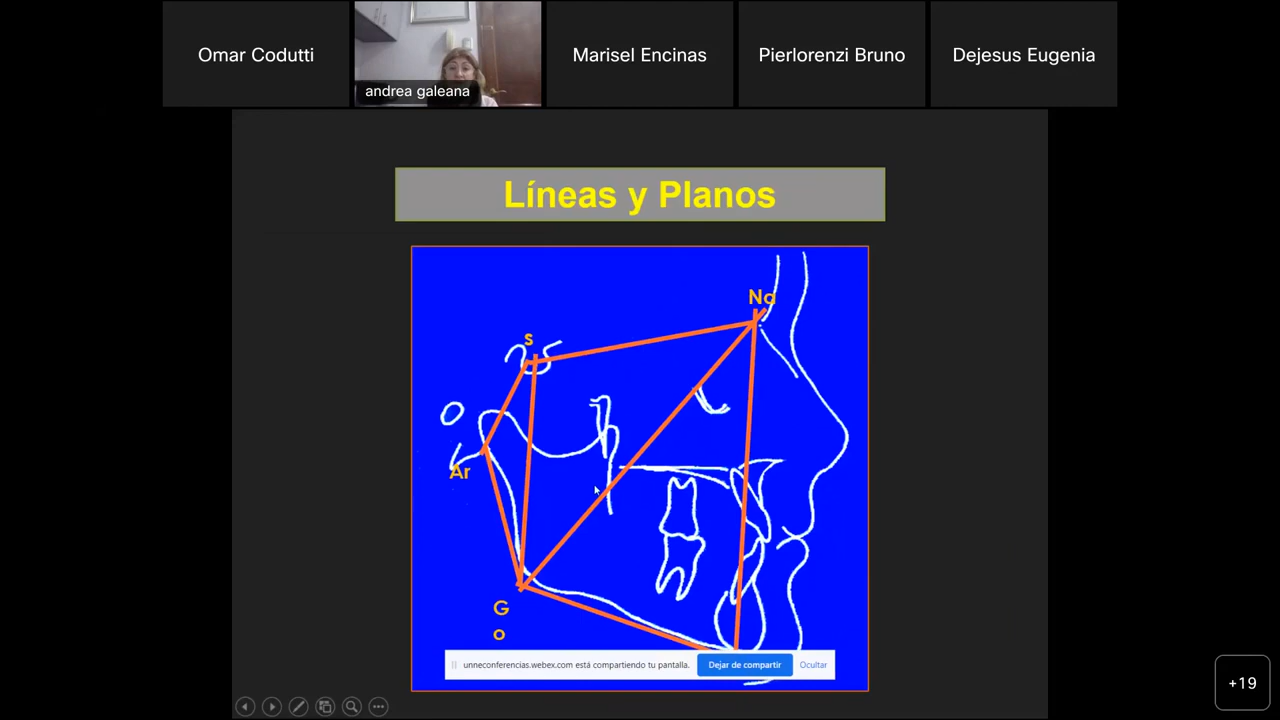 Omar Codutti
andrea galeana
Marisel Encinas
Pierlorenzi Bruno
Dejesus Eugenia
Líneas y Planos
Na
s
Ar
G
o
unneconferencias.webex.com está compartiendo tu pantalla.
Dejar de compartir
Ocultar
+19